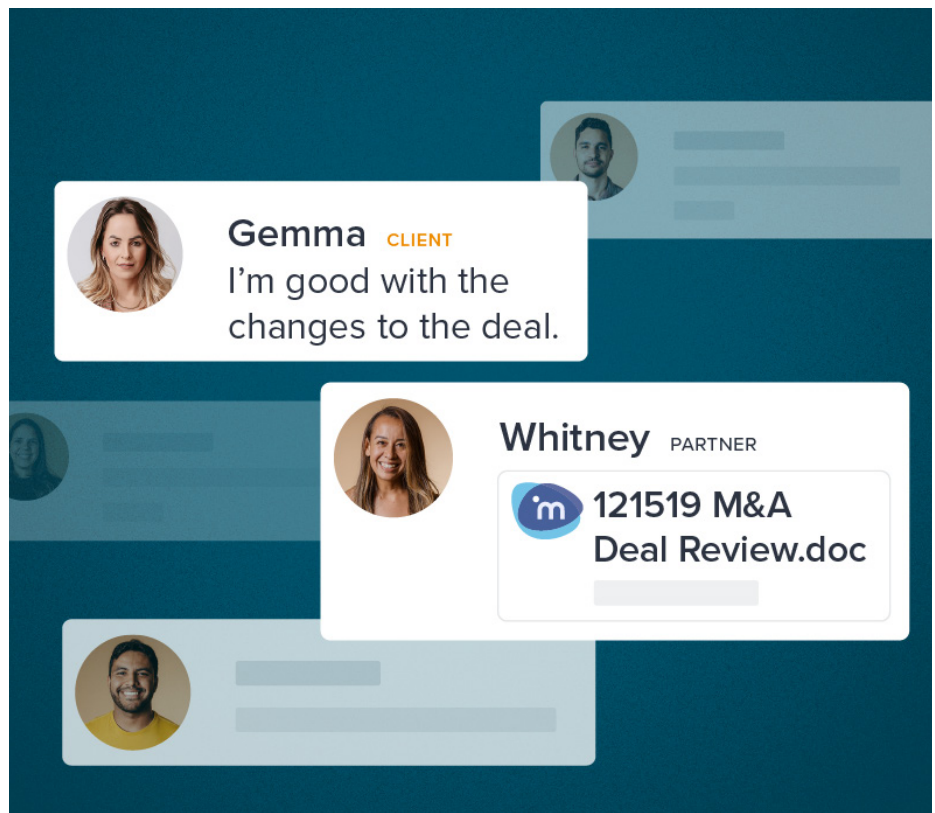 Gemma CLIENT
I’m good with the
changes to the deal.
Whitney PARTNER
m
121519 M&A
Deal Review.doc